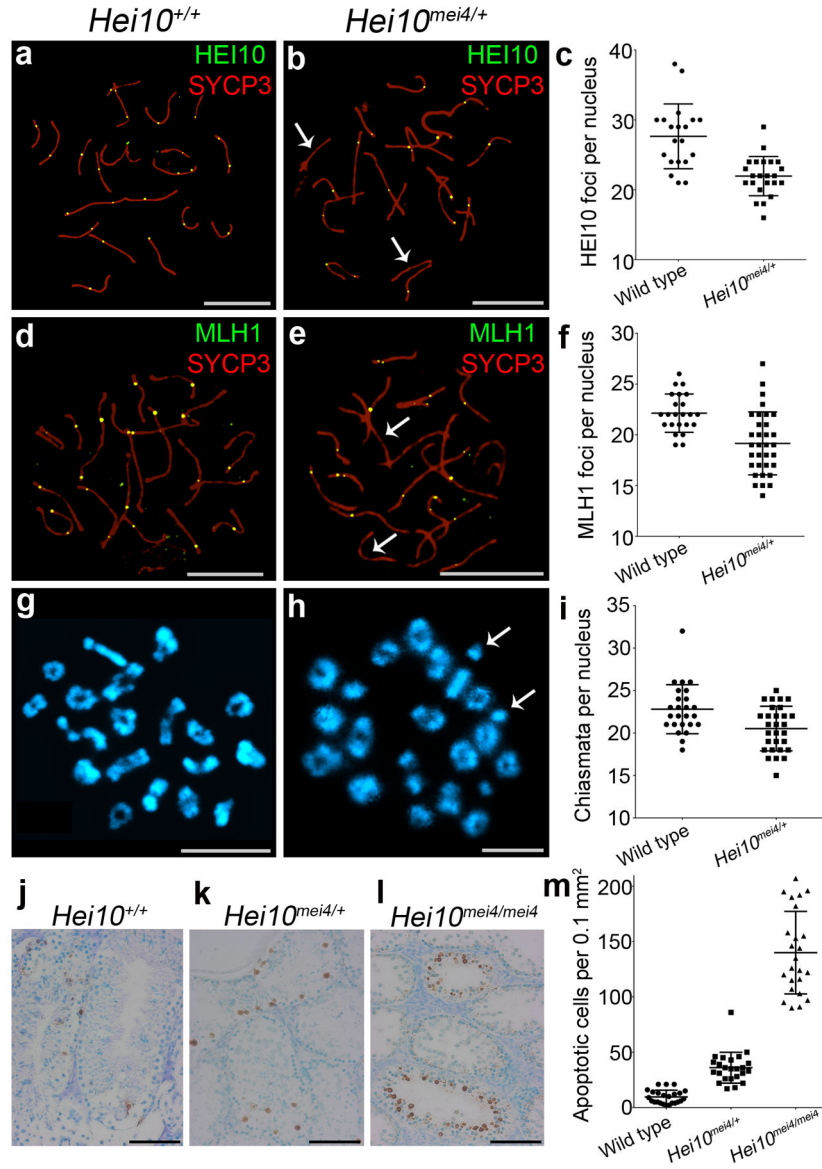 Hei10+/+
Hei10mei4/+
a
HEI10
SYCP3
b
HEI10
SYCP3
c
HEI10 foci per nucleus
40
30
20
10
Wild type
Hei10mei4/+
d
MLH1
SYCP3
e
MLH1
SYCP3
f
MLH1 foci per nucleus
30
25
20
15
10
Wild type
Hei10mei4/+
g
h
i
Chiasmata per nucleus
35
30
25
20
15
10
Wild type
Hei10mei4/+
j
Hei10+/+
k
Hei10mei4/+
l
Hei10mei4/mei4
m
Apoptotic cells per 0.1 mm²
200
150
100
50
0
Wild type
Hei10mei4/+
Hei10mei4/mei4